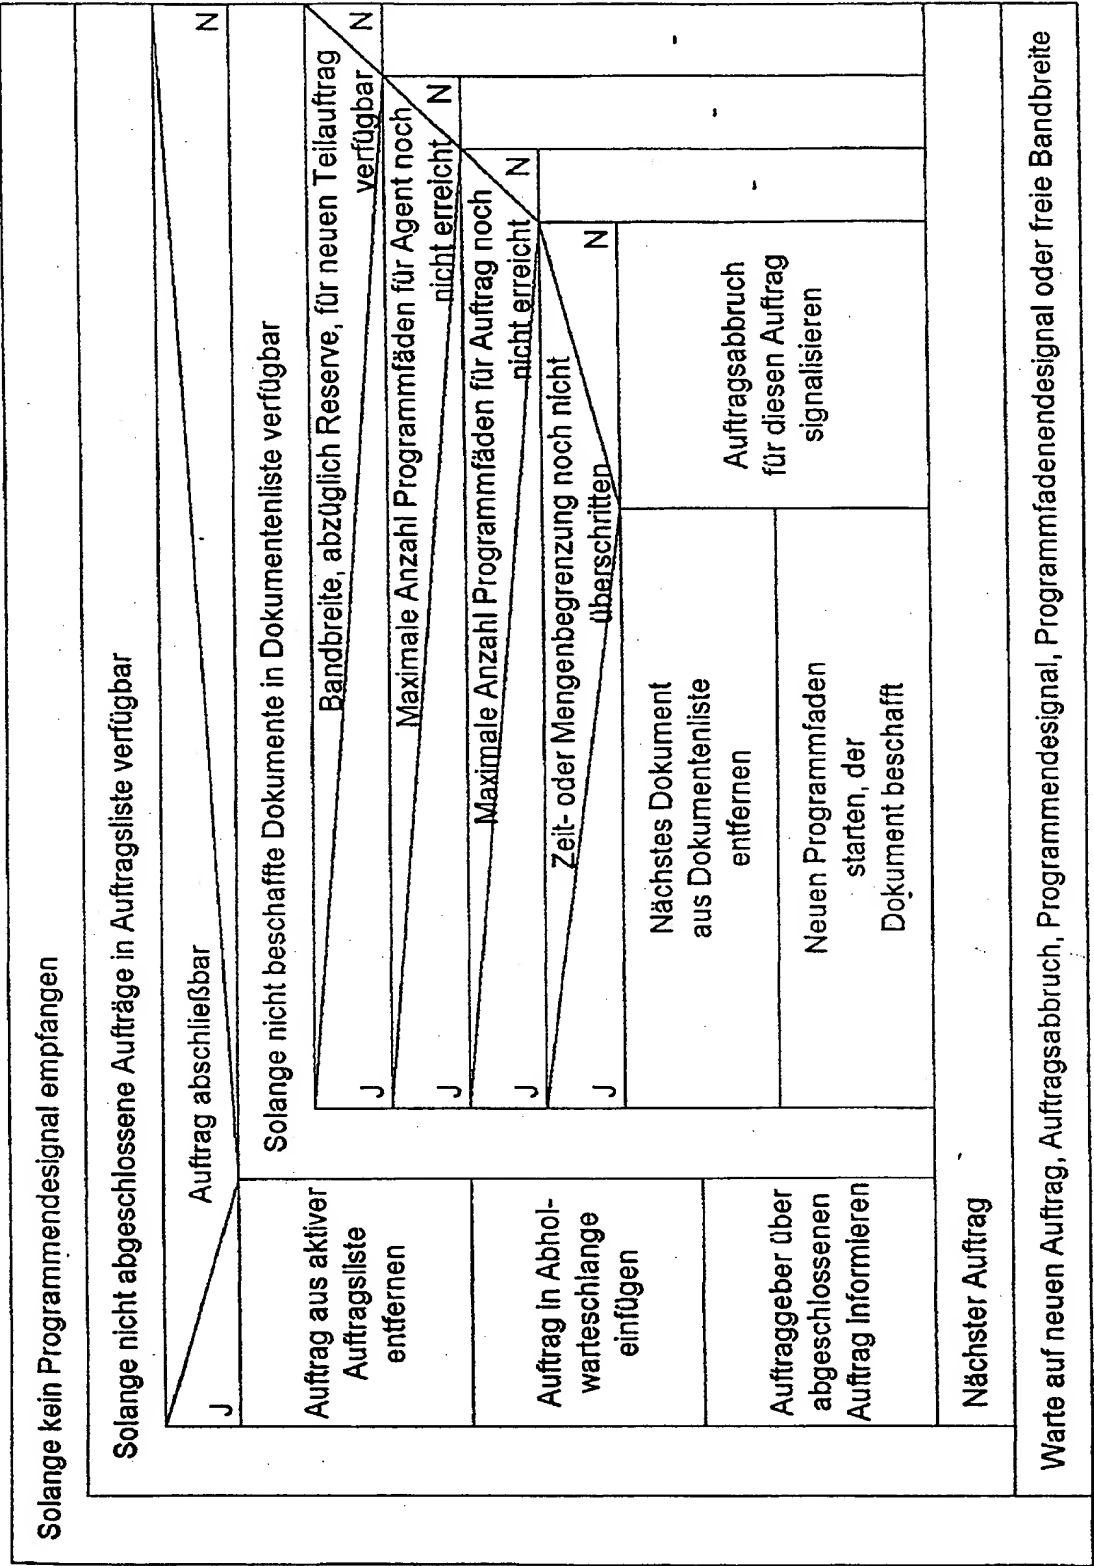 Solange kein Programmendesignal empfangen
Solange nicht abgeschlossene Aufträge in Auftragsliste verfügbar
Auftrag abschließbar
J
N
Auftrag aus aktiver
Auftragsliste
entfernen
Auftrag in Abhol-
warteschlange
einfügen
Auftraggeber über
abgeschlossenen
Auftrag Informieren
Solange nicht beschaffte Dokumente in Dokumentenliste verfügbar
Bandbreite, abzüglich Reserve, für neuen Teilauftrag
verfügbar
J
N
Maximale Anzahl Programmfäden für Agent noch
nicht erreicht
J
N
Maximale Anzahl Programmfäden für Auftrag noch
nicht erreicht
J
N
Zeit- oder Mengenbegrenzung noch nicht
überschritten
J
N
Nächstes Dokument
aus Dokumentenliste
entfernen
Neuen Programmfaden
starten, der
Dokument beschafft
Auftragsabbruch
für diesen Auftrag
signalisieren
-
-
-
Nächster Auftrag
Warte auf neuen Auftrag, Auftragsabbruch, Programmendesignal, Programmfadenendesignal oder freie Bandbreite